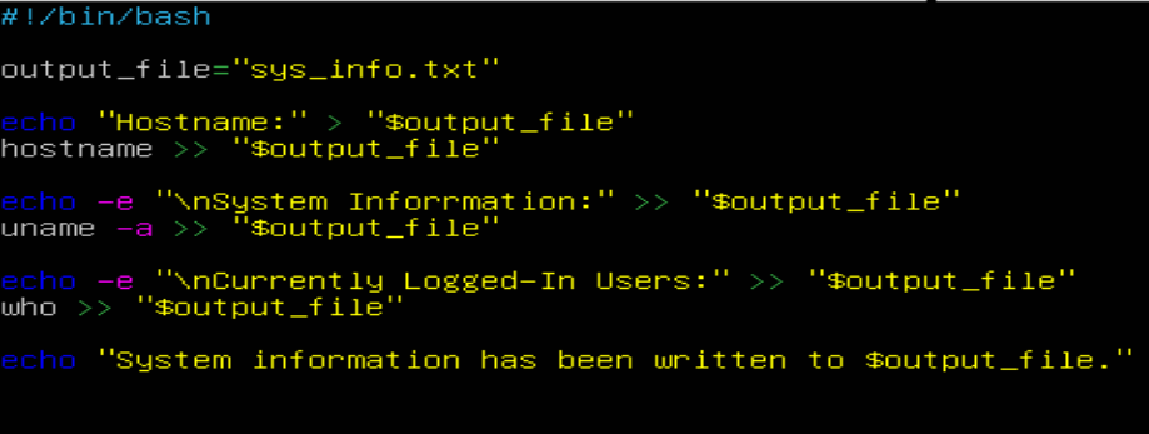 #!/bin/bash
output_file="sys_info.txt"
echo "Hostname:" > "$output_file"
hostname >> "$output_file"
echo -e "\nSystem Inforrmation:" >> "$output_file"
uname -a >> "$output_file"
echo -e "\nCurrently Logged-In Users:" >> "$output_file"
who >> "$output_file"
echo "System information has been written to $output_file."